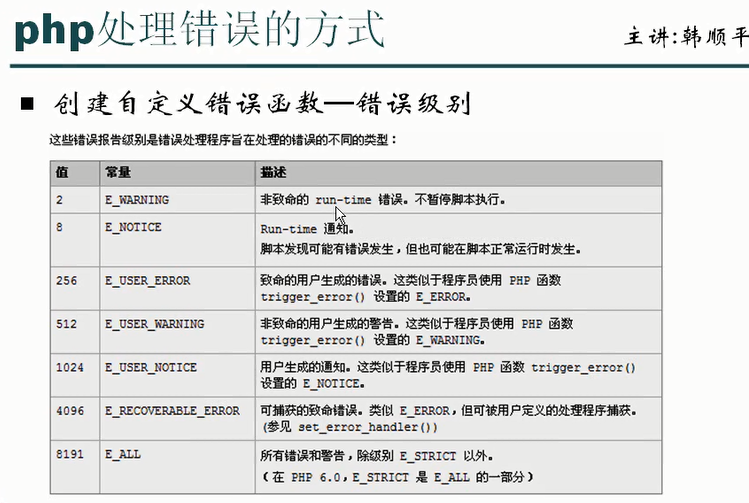 php处理错误的方式
主讲:韩顺平
■ 创建自定义错误函数—错误级别
这些错误报告级别是错误处理程序旨在处理的错误的不同的类型：
值 常量 描述
2 E_WARNING 非致命的 run-time 错误。不暂停脚本执行。
8 E_NOTICE Run-time 通知。
脚本发现可能有错误发生，但也可能在脚本正常运行时发生。
256 E_USER_ERROR 致命的用户生成的错误。这类似于程序员使用 PHP 函数
trigger_error() 设置的 E_ERROR。
512 E_USER_WARNING 非致命的用户生成的警告。这类似于程序员使用 PHP 函数
trigger_error() 设置的 E_WARNING。
1024 E_USER_NOTICE 用户生成的通知。这类似于程序员使用 PHP 函数 trigger_error()
设置的 E_NOTICE。
4096 E_RECOVERABLE_ERROR 可捕获的致命错误。类似 E_ERROR，但可被用户定义的处理程序捕获。
(参见 set_error_handler())
8191 E_ALL 所有错误和警告，除级别 E_STRICT 以外。
（在 PHP 6.0，E_STRICT 是 E_ALL 的一部分）